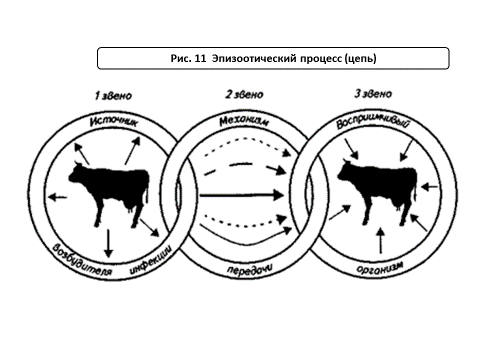 Рис. 11 Эпизоотический процесс (цепь)
1 звено
2 звено
3 звено
Источник
возбудителя инфекции
Механизм
передачи
Восприимчивый
организм